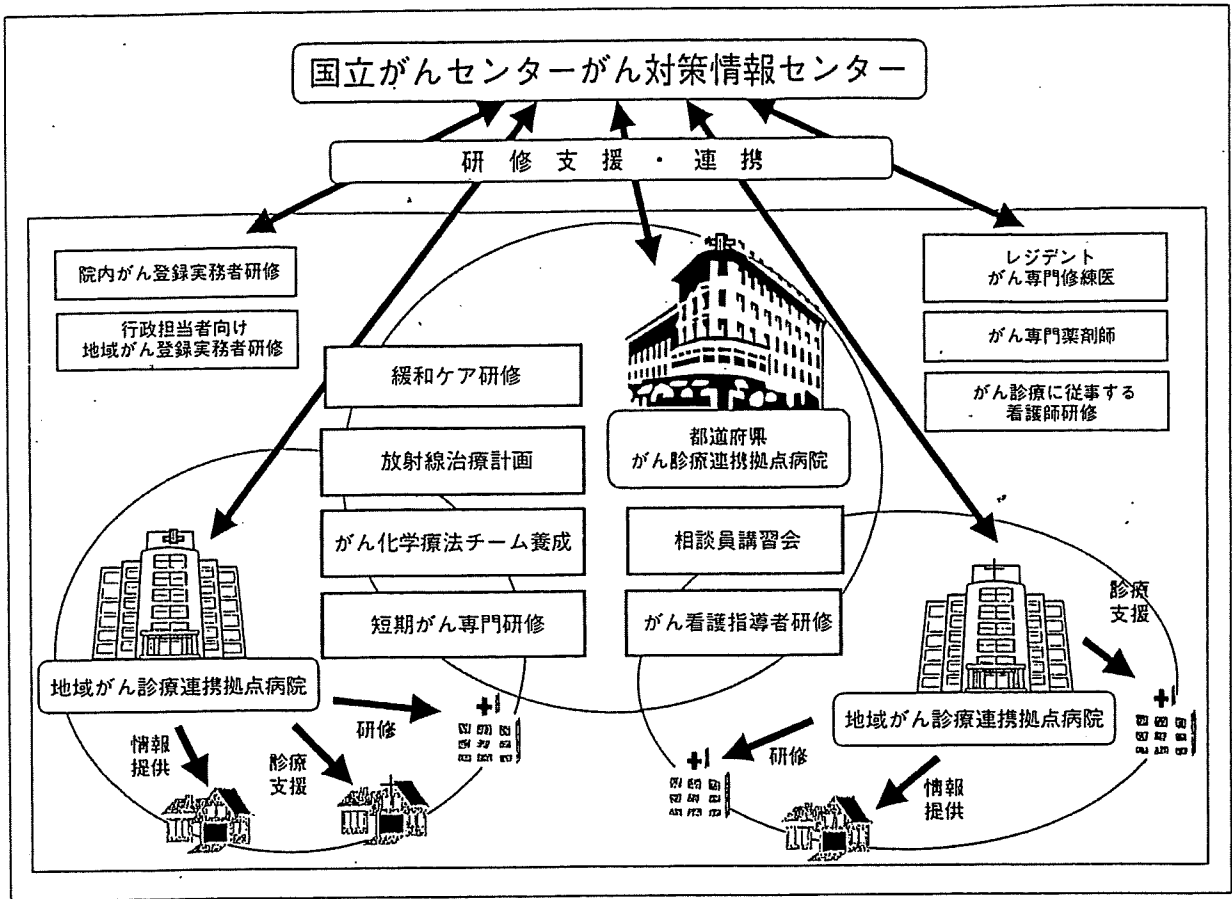 国立がんセンターがん対策情報センター
研修支援・連携
院内がん登録実務者研修
行政担当者向け
地域がん登録実務者研修
レジデント
がん専門修練医
がん専門薬剤師
がん診療に従事する
看護師研修
緩和ケア研修
放射線治療計画
がん化学療法チーム養成
短期がん専門研修
都道府県
がん診療連携拠点病院
相談員講習会
がん看護指導者研修
地域がん診療連携拠点病院
研修
情報
提供
診療
支援
地域がん診療連携拠点病院
診療
支援
研修
情報
提供